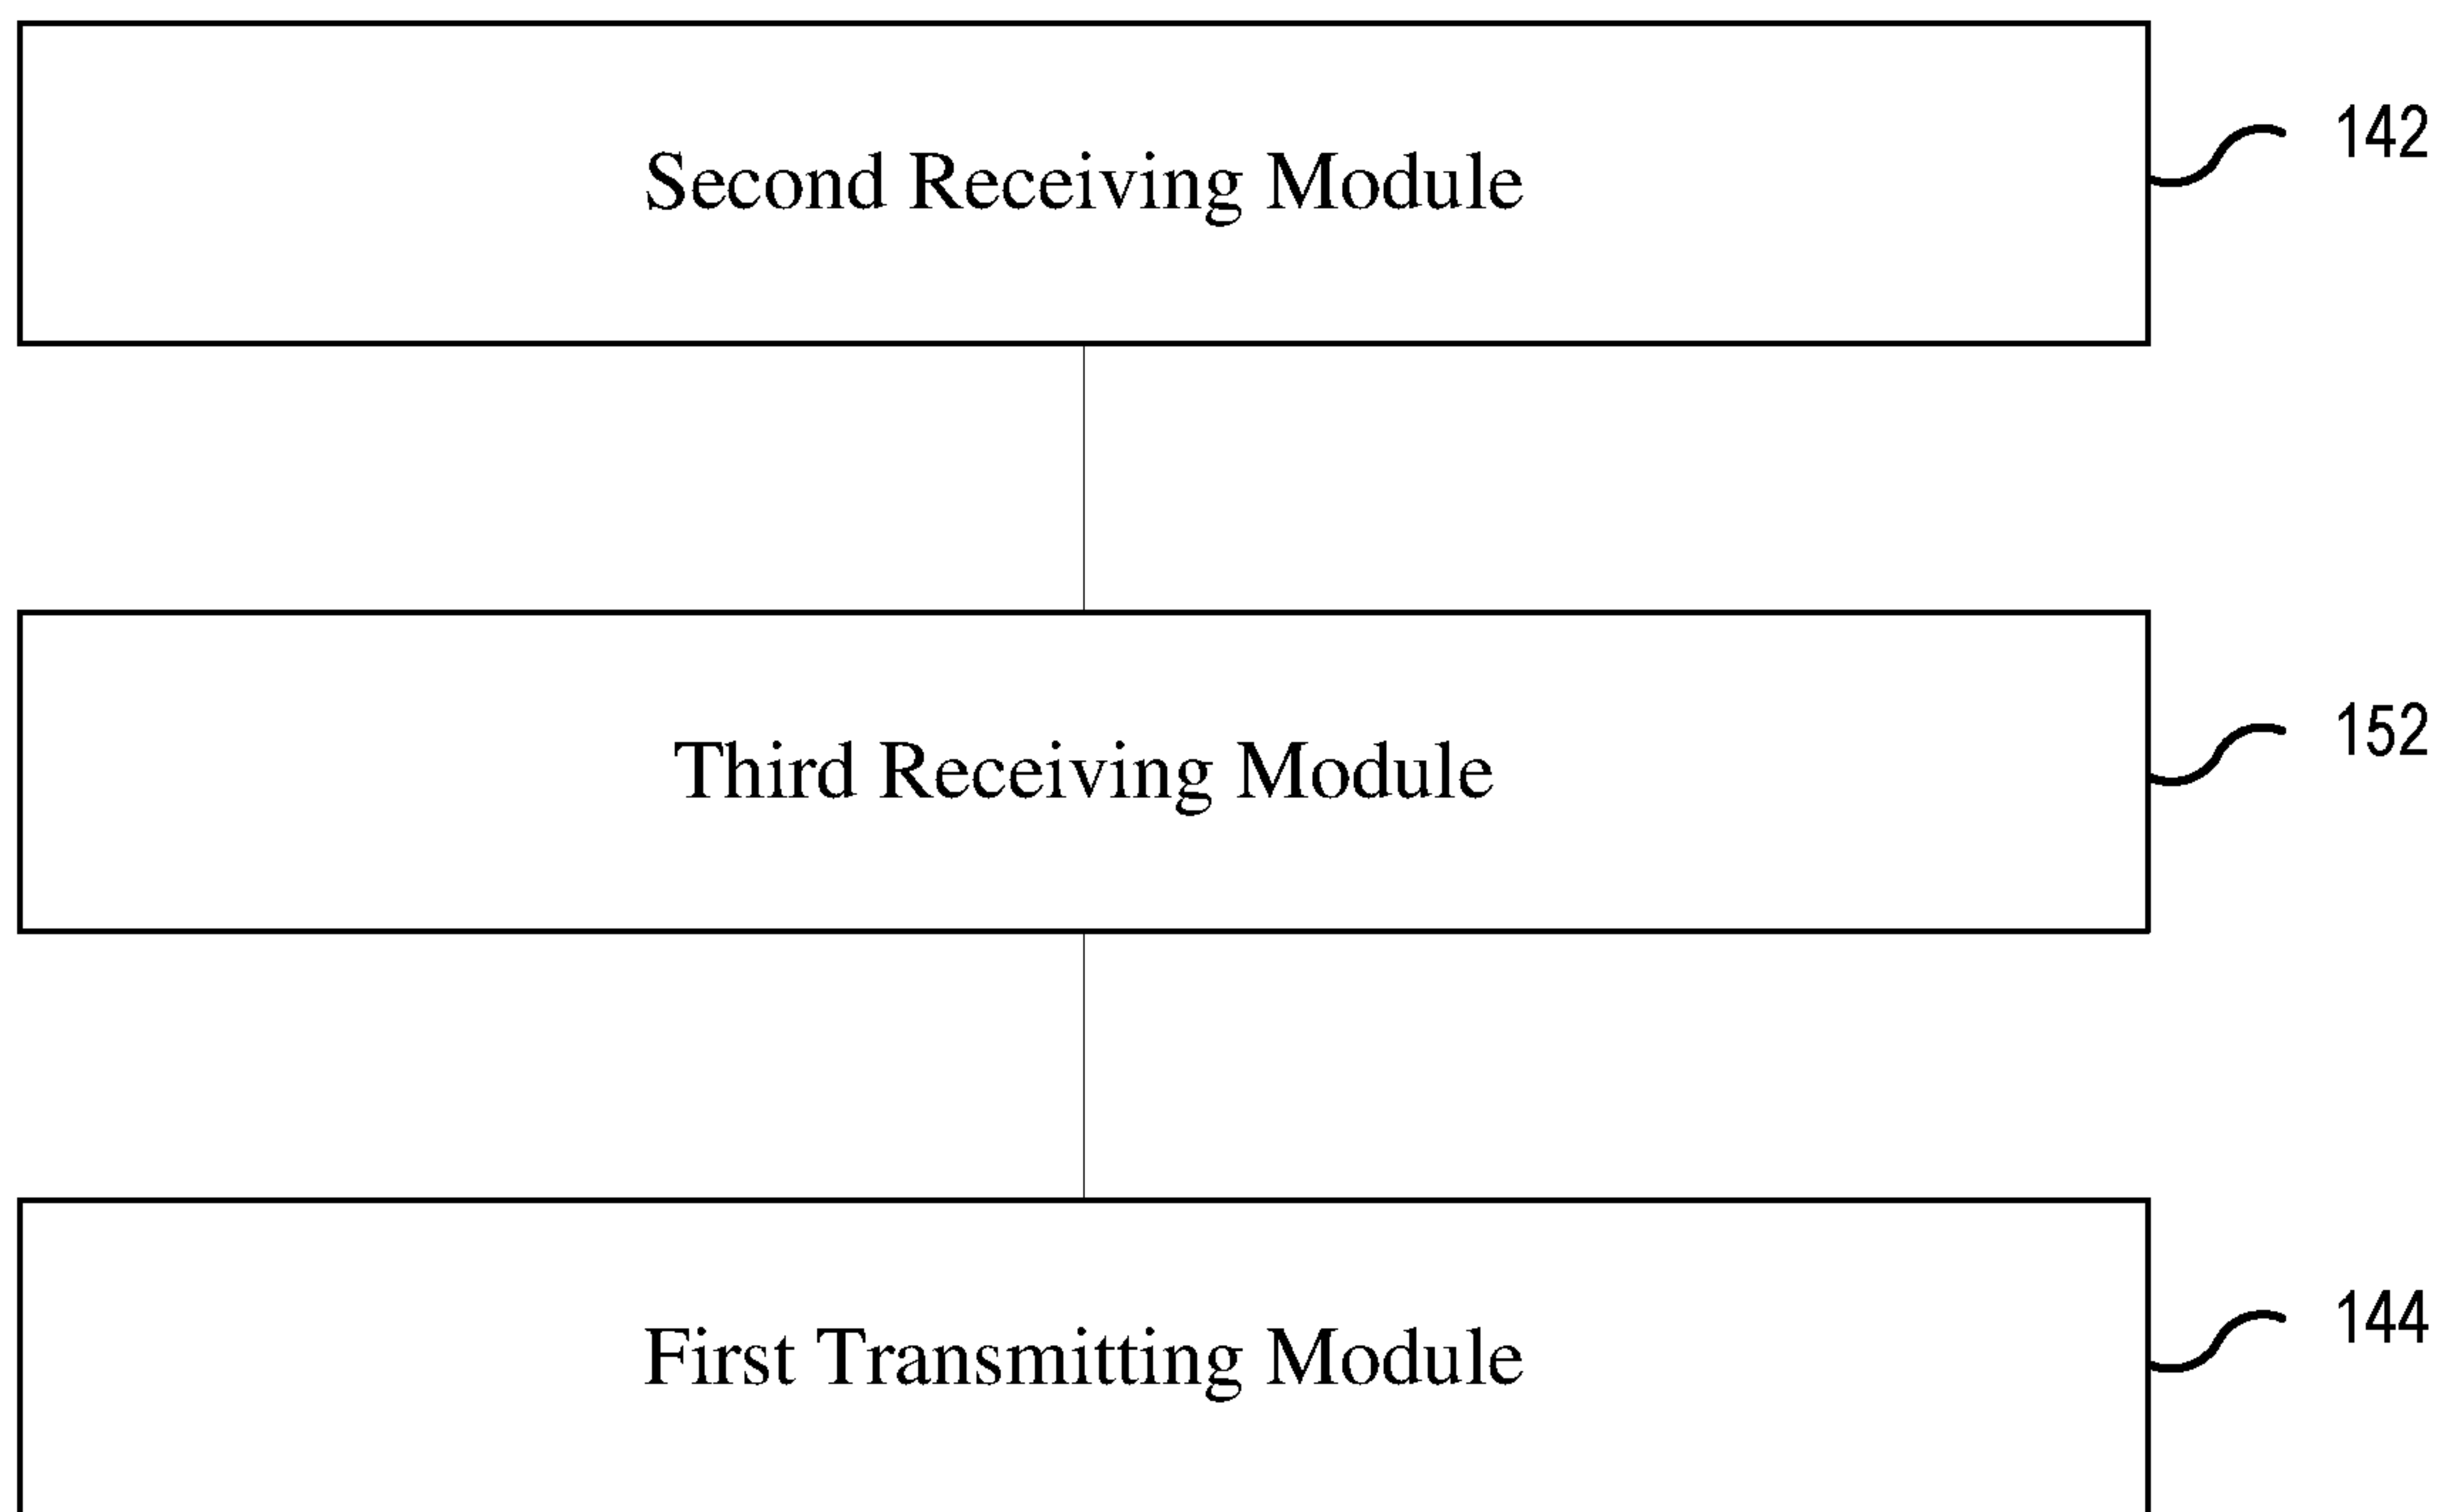 Second Receiving Module 142
Third Receiving Module 152
First Transmitting Module 144